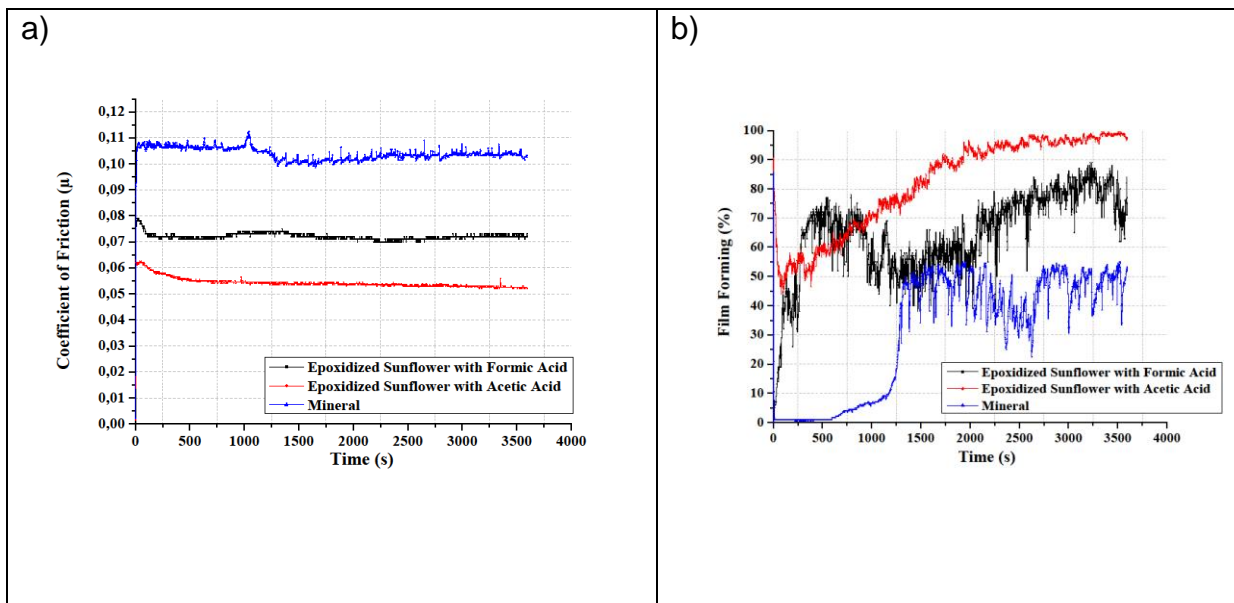 a)
Coefficient of Friction (µ)
0,12
0,11
0,10
0,09
0,08
0,07
0,06
0,05
0,04
0,03
0,02
0,01
0,00
Epoxidized Sunflower with Formic Acid
Epoxidized Sunflower with Acetic Acid
Mineral
0 500 1000 1500 2000 2500 3000 3500 4000
Time (s)
b)
Film Forming (%)
100
90
80
70
60
50
40
30
20
10
0
Epoxidized Sunflower with Formic Acid
Epoxidized Sunflower with Acetic Acid
Mineral
0 500 1000 1500 2000 2500 3000 3500 4000
Time (s)